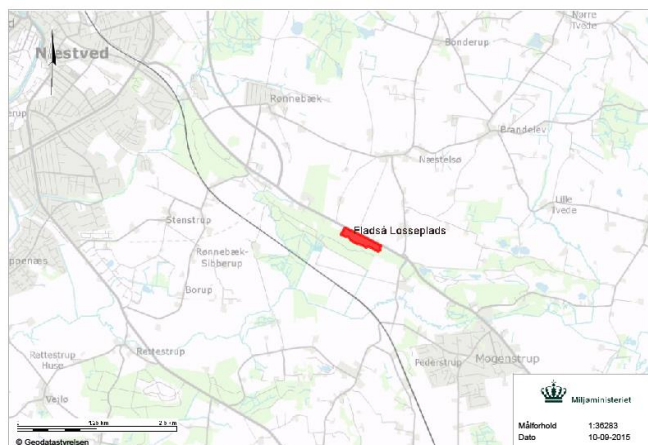 Næstved
Nørre
Tvede
Bonderup
Rønnebæk
Brandelev
Næstelsø
Lille
Tvede
Fladså Losseplads
Stenstrup
Rønnebæk-
Sibberup
Borup
Rettestrup
Huse
Rettestrup
Pederstrup
Mogenstrup
Vejlø
Miljøministeriet
Målforhold 1:36283
Dato 10-09-2015
© Geodatastyrelsen